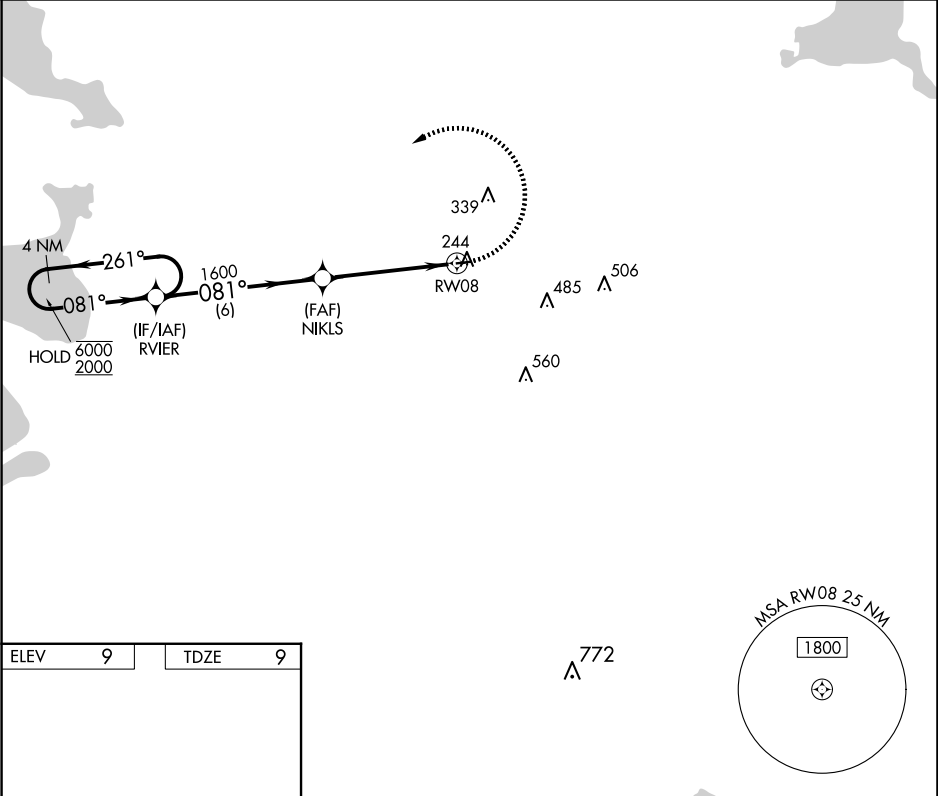 339
244
RW08
4 NM
261°
081°
1600
081°
(6)
(IF/IAF)
RVIER
(FAF)
NIKLS
HOLD 6000
2000
485
506
560
772
MSA RW08 25 NM
1800
ELEV 9
TDZE 9